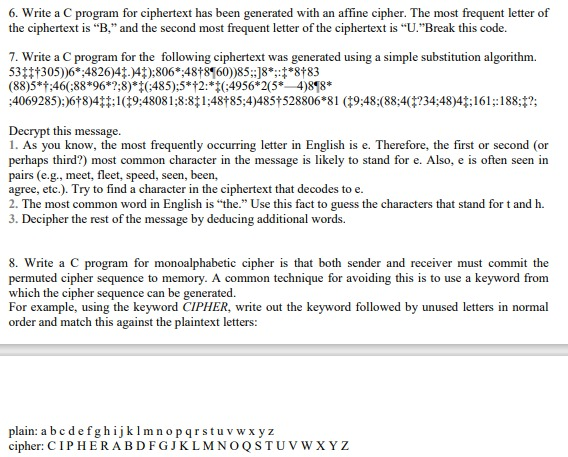 6. Write a C program for ciphertext has been generated with an affine cipher. The most frequent letter of
the ciphertext is “B,” and the second most frequent letter of the ciphertext is “U.”Break this code.
7. Write a C program for the following ciphertext was generated using a simple substitution algorithm.
53‡‡†305))6*;4826)4‡.)4‡);806*;48†8¶60))85;;]8*;:‡*8†83
(88)5*†;46(;88*96*?;8)*‡(;485);5*†2:*‡(;4956*2(5*—4)8¶8*
;4069285);)6†8)4‡‡;1(‡9;48081;8:8‡1;48†85;4)485†528806*81 (‡9;48;(88;4(‡?34;48)4‡;161;:188;‡?;
Decrypt this message.
1. As you know, the most frequently occurring letter in English is e. Therefore, the first or second (or
perhaps third?) most common character in the message is likely to stand for e. Also, e is often seen in
pairs (e.g., meet, fleet, speed, seen, been,
agree, etc.). Try to find a character in the ciphertext that decodes to e.
2. The most common word in English is “the.” Use this fact to guess the characters that stand for t and h.
3. Decipher the rest of the message by deducing additional words.
8. Write a C program for monoalphabetic cipher is that both sender and receiver must commit the
permuted cipher sequence to memory. A common technique for avoiding this is to use a keyword from
which the cipher sequence can be generated.
For example, using the keyword CIPHER, write out the keyword followed by unused letters in normal
order and match this against the plaintext letters:
plain: a b c d e f g h i j k l m n o p q r s t u v w x y z
cipher: C I P H E R A B D F G J K L M N O Q S T U V W X Y Z